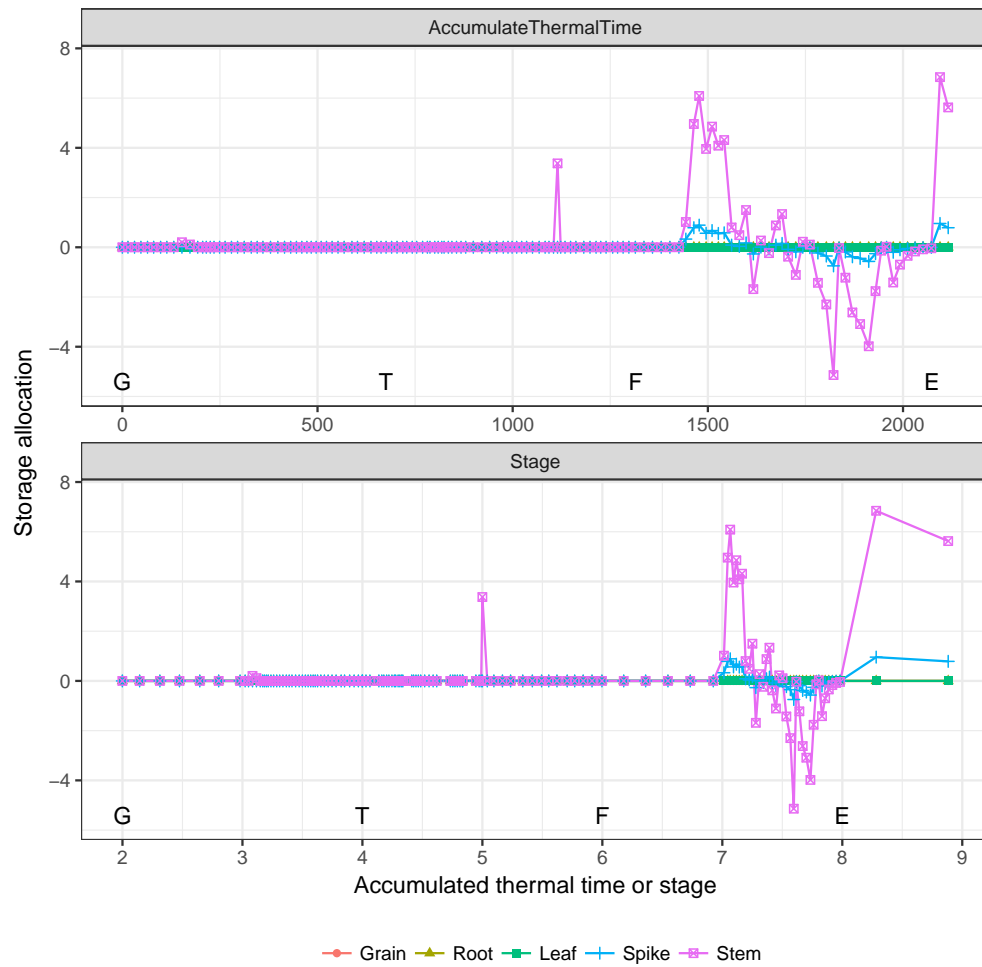 AccumulateThermalTime
8
4
0
−4
G T F E
0 500 1000 1500 2000
Storage allocation
Stage
8
4
0
−4
G T F E
2 3 4 5 6 7 8 9
Accumulated thermal time or stage
Grain Root Leaf Spike Stem